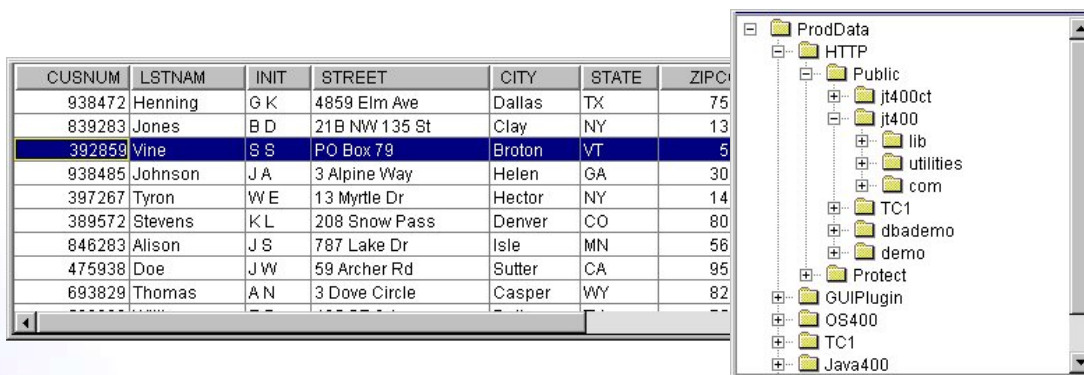 CUSNUM LSTNAM INIT STREET CITY STATE
938472 Henning G K 4859 Elm Ave Dallas TX 75
839283 Jones B D 21B NW 135 St Clay NY 13
392859 Vine S S PO Box 79 Broton VT 5
938485 Johnson J A 3 Alpine Way Helen GA 30
397267 Tyron W E 13 Myrtle Dr Hector NY 14
389572 Stevens K L 208 Snow Pass Denver CO 80
846283 Alison J S 787 Lake Dr Isle MN 56
475938 Doe J W 59 Archer Rd Sutter CA 95
693829 Thomas A N 3 Dove Circle Casper WY 82
ProdData
HTTP
Public
jt400ct
jt400
lib
utilities
com
TC1
dbademo
demo
Protect
GUIPlugin
OS400
TC1
Java400